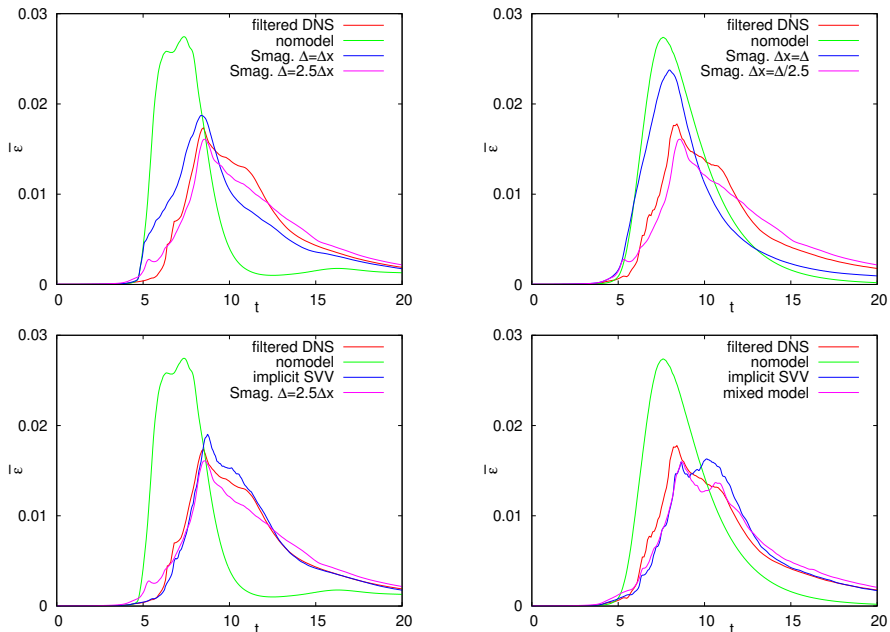 0.03
0.02
0.01
0
ε̅
0 5 10 15 20
t
filtered DNS
nomodel
Smag. Δ=Δx
Smag. Δ=2.5Δx
0.03
0.02
0.01
0
ε̅
0 5 10 15 20
t
filtered DNS
nomodel
Smag. Δx=Δ
Smag. Δx=Δ/2.5
0.03
0.02
0.01
0
ε̅
0 5 10 15 20
t
filtered DNS
nomodel
implicit SVV
Smag. Δ=2.5Δx
0.03
0.02
0.01
0
ε̅
0 5 10 15 20
t
filtered DNS
nomodel
implicit SVV
mixed model